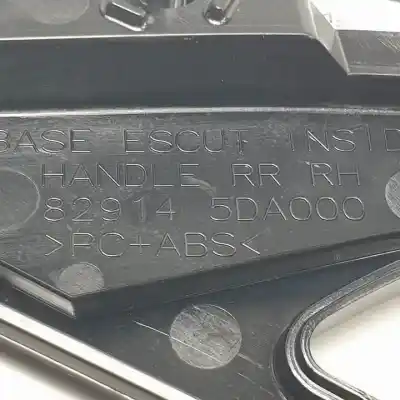 BASE ESCUT INSID
HANDLE RR RH
82914 5DA000
>PC+ABS<